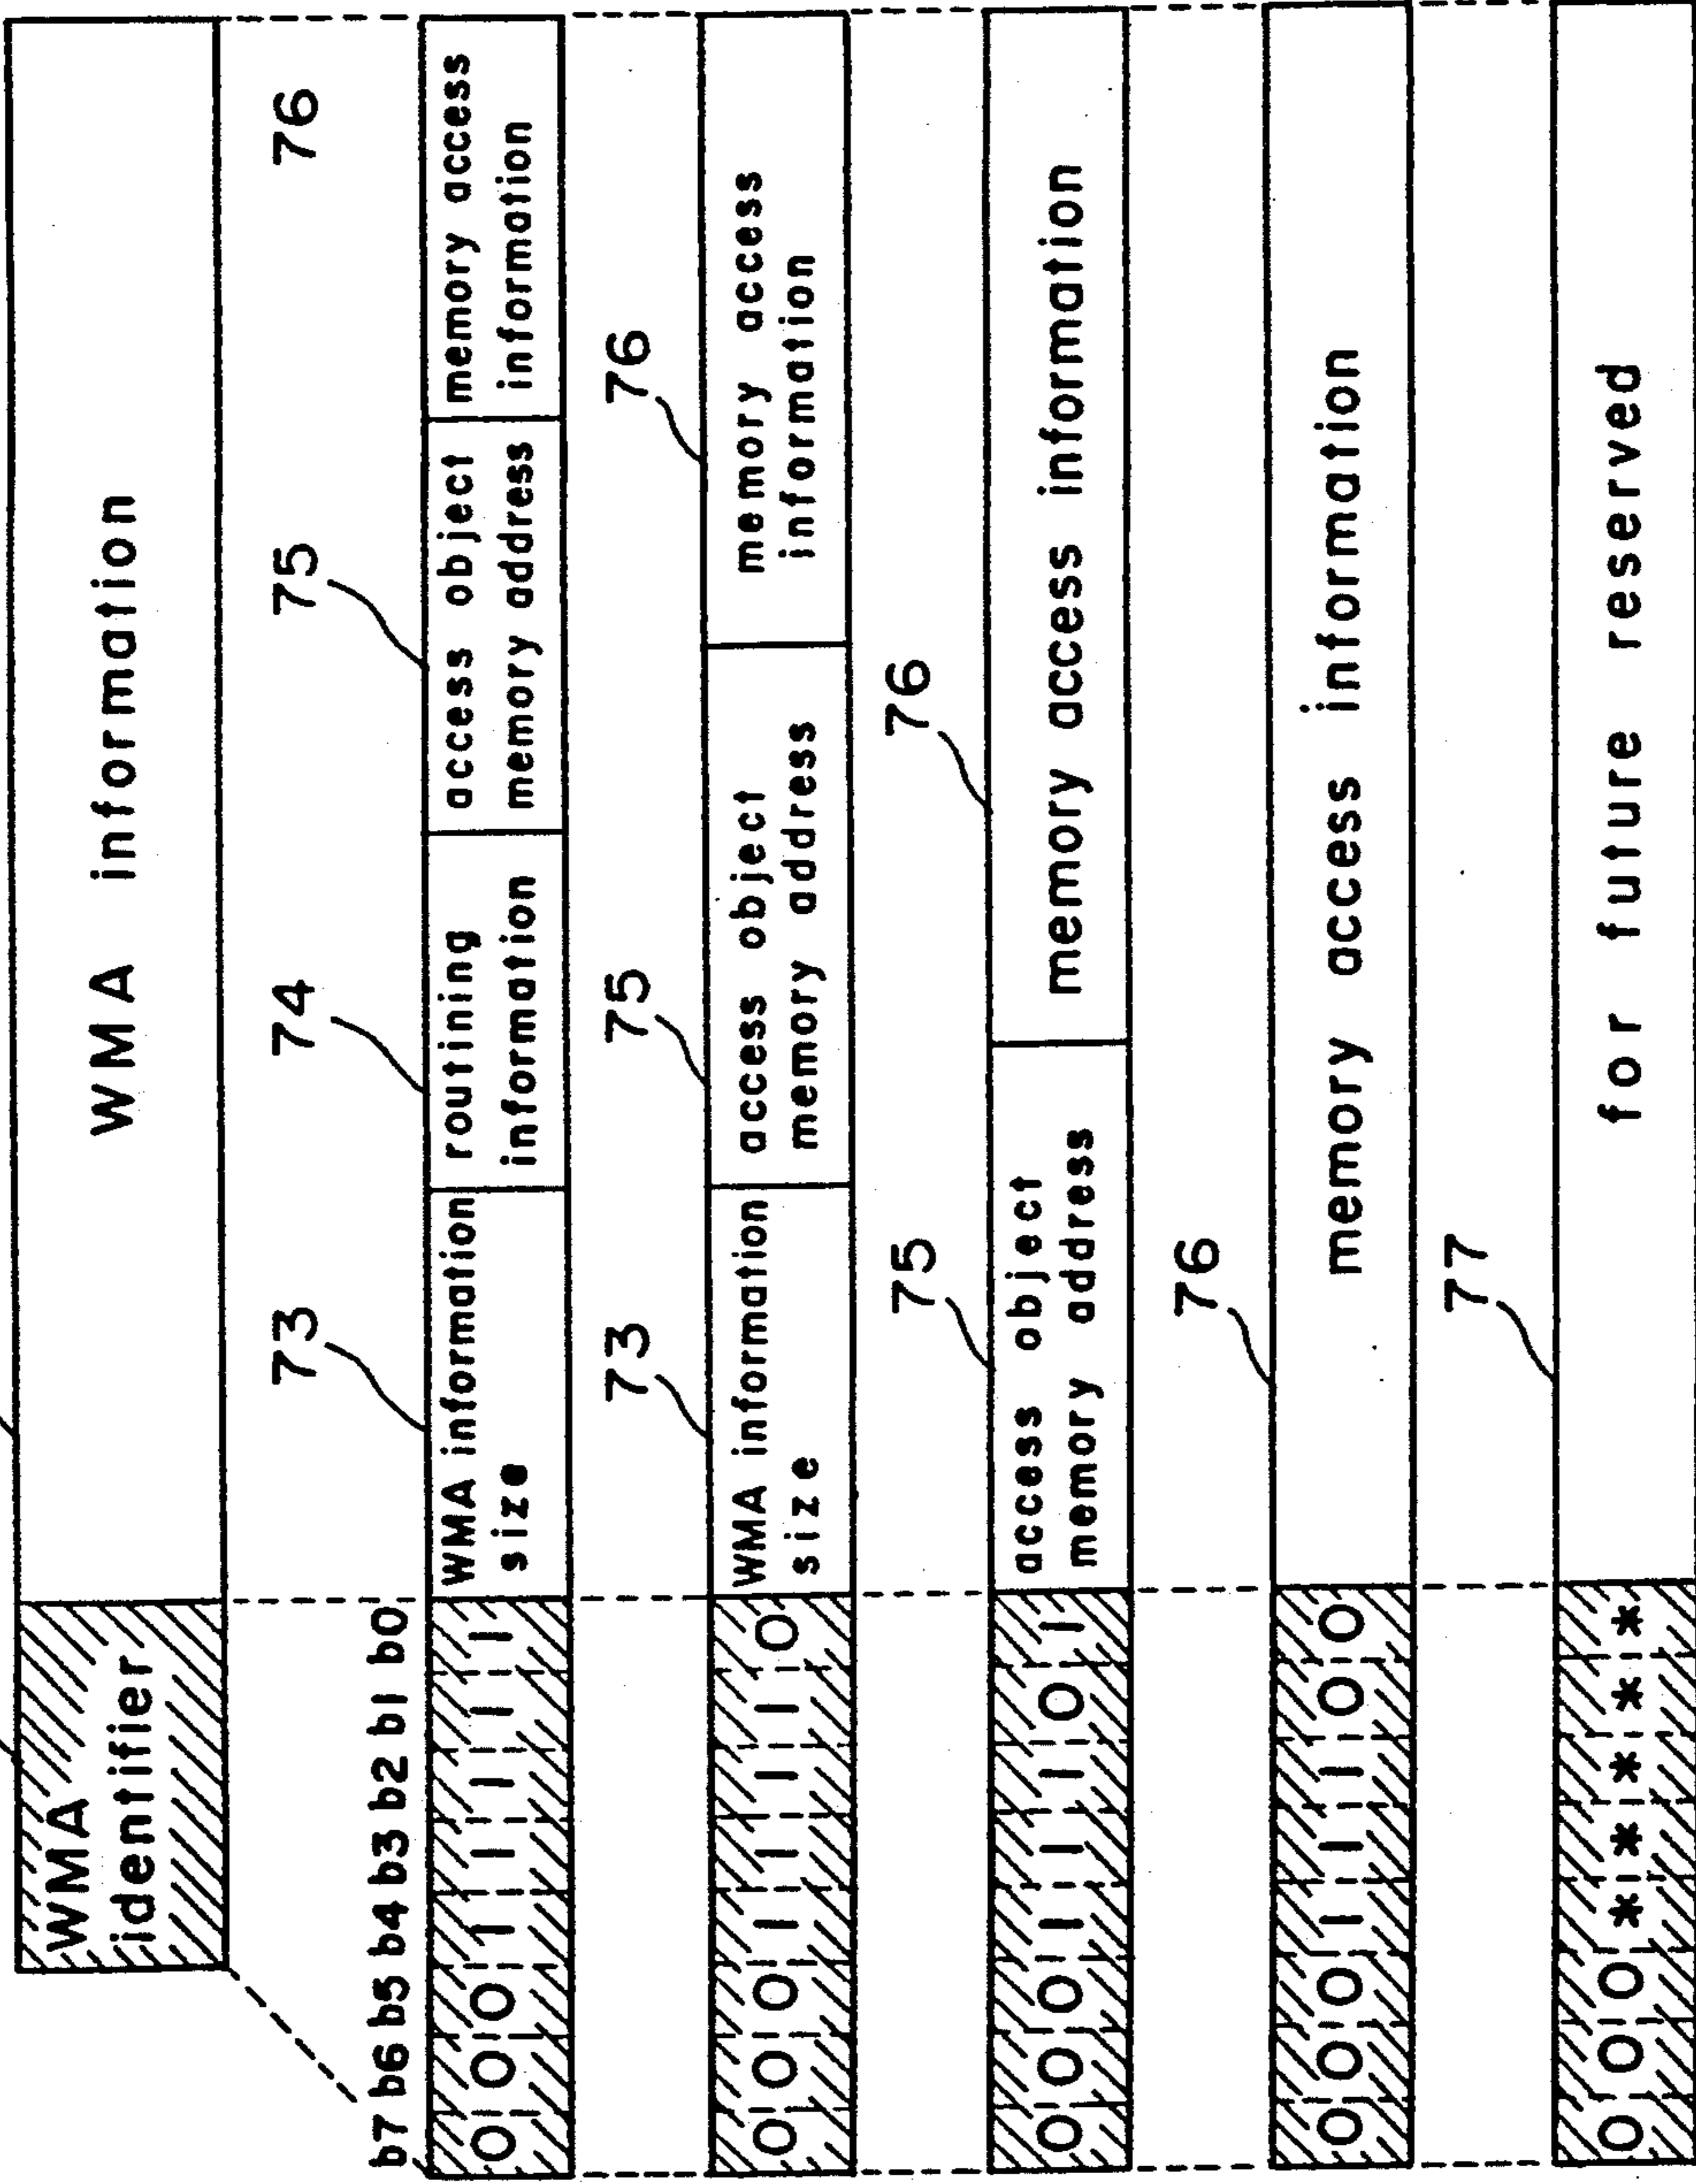 WMA
identifier
WMA information
73
74
75
76
b7 b6 b5 b4 b3 b2 b1 b0
0 0 0 1 1 1 1 1
WMA information
size
routining
information
access object
memory address
memory access
information
73
75
76
0 0 0 1 1 1 1 0
WMA information
size
access object
memory address
memory access
information
75
76
0 0 0 1 1 1 0 1
access object
memory address
memory access information
76
0 0 0 1 1 1 0 0
memory access information
77
0 0 0 * * * * *
for future reserved